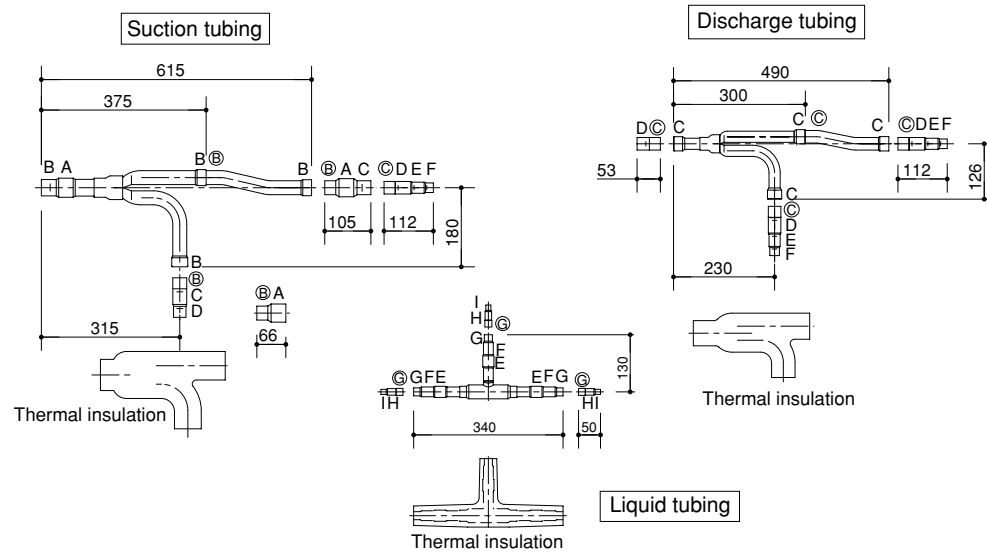 Suction tubing
615
375
B A
B Ⓑ
B
Ⓑ A C
Ⓒ D E F
105
112
180
B
Ⓑ
C
D
Ⓑ A
66
315
Thermal insulation
Discharge tubing
490
300
D Ⓒ C
C Ⓒ
C
Ⓒ D E F
53
112
126
C
Ⓒ
D
E
F
230
Thermal insulation
I
H Ⓖ
G
F
E
130
Ⓖ G F E
E F G Ⓖ
I H
H I
340
50
Liquid tubing
Thermal insulation